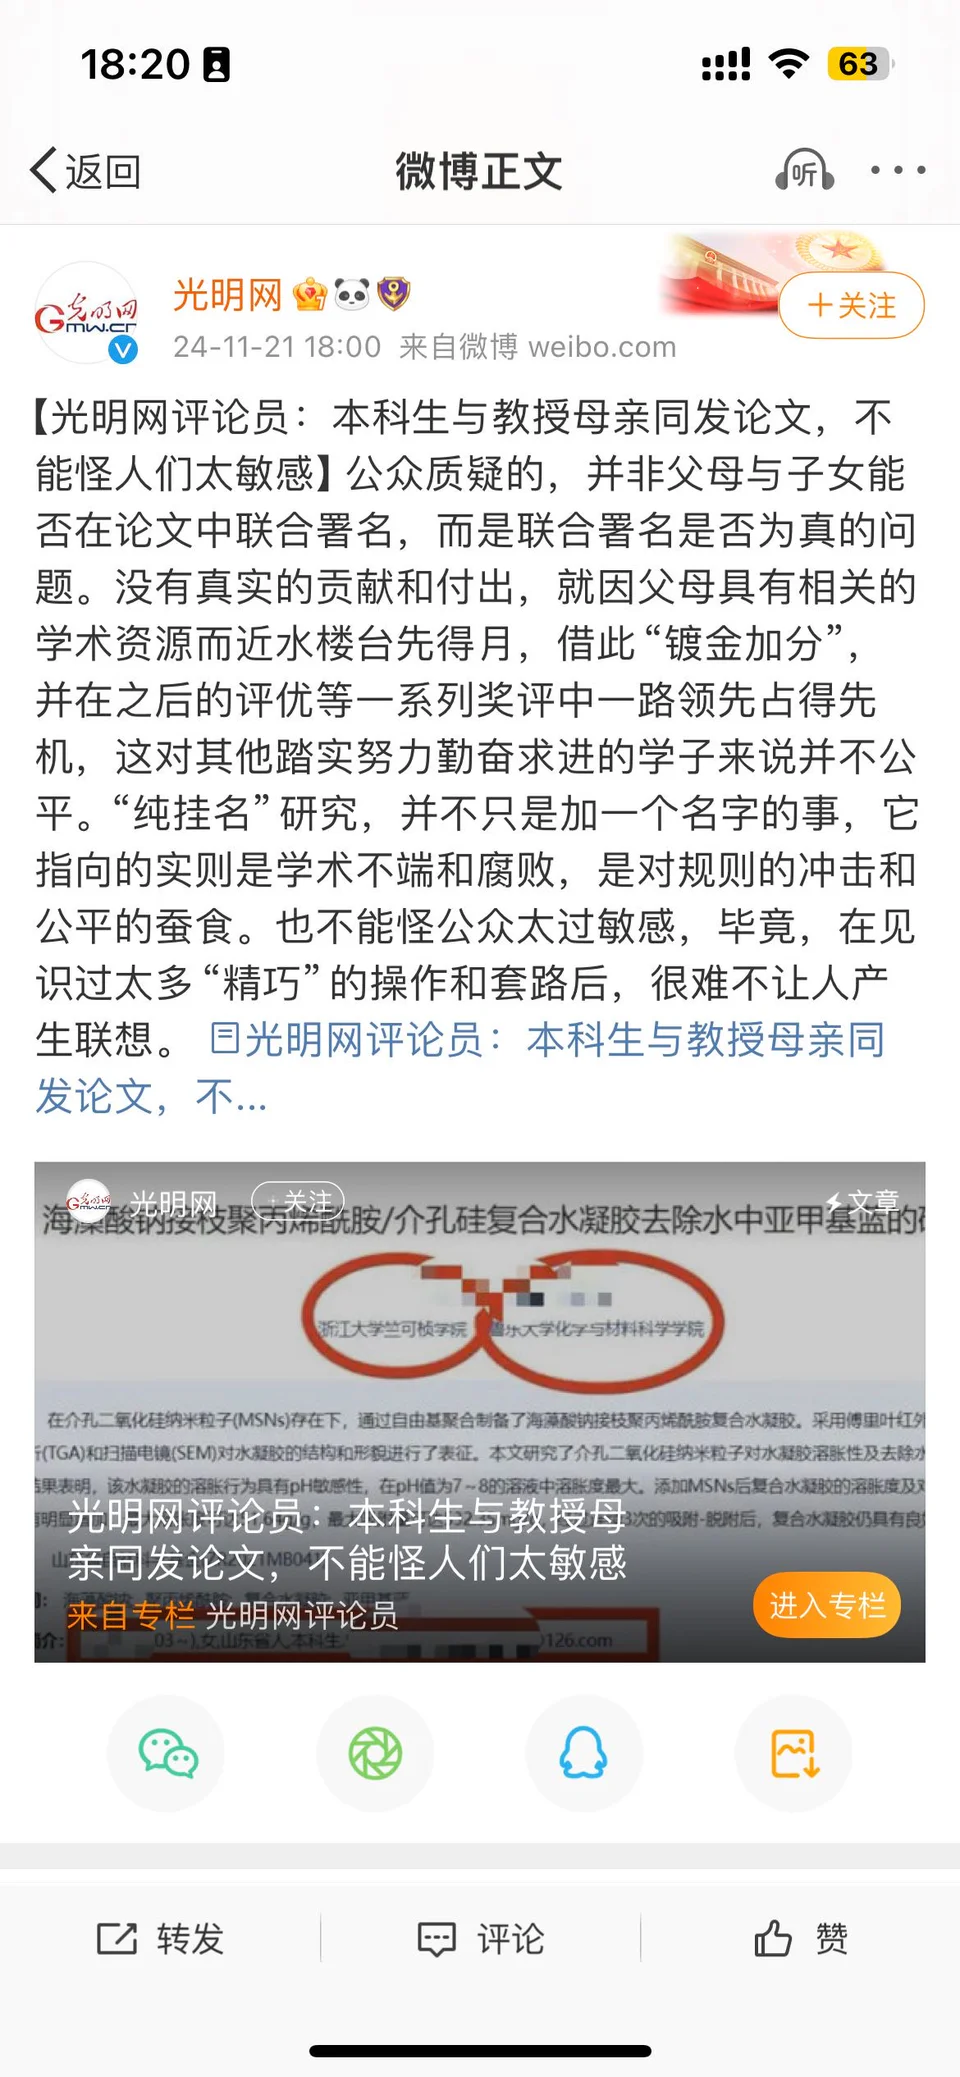 18:20
63
返回
微博正文
听
光明网
光明网
GMW.cn
+关注
24-11-21 18:00 来自微博 weibo.com
【光明网评论员：本科生与教授母亲同发论文，不
能怪人们太敏感】公众质疑的，并非父母与子女能
否在论文中联合署名，而是联合署名是否为真的问
题。没有真实的贡献和付出，就因父母具有相关的
学术资源而近水楼台先得月，借此“镀金加分”，
并在之后的评优等一系列奖评中一路领先占得先
机，这对其他踏实努力勤奋求进的学子来说并不公
平。“纯挂名”研究，并不只是加一个名字的事，它
指向的实则是学术不端和腐败，是对规则的冲击和
公平的蚕食。也不能怪公众太过敏感，毕竟，在见
识过太多“精巧”的操作和套路后，很难不让人产
生联想。光明网评论员：本科生与教授母亲同
发论文，不...
光明网 +关注 文章
海藻酸钠接枝聚丙烯酰胺/介孔硅复合水凝胶去除水中亚甲基蓝的
浙江大学竺可桢学院 鲁东大学化学与材料科学学院
在介孔二氧化硅纳米粒子(MSNs)存在下，通过自由基聚合制备了海藻酸钠接枝聚丙烯酰胺复合水凝胶。采用傅里叶红外
(TGA)和扫描电镜(SEM)对水凝胶的结构和形貌进行了表征。本文研究了介孔二氧化硅纳米粒子对水凝胶溶胀性及去除水
结果表明，该水凝胶的溶胀行为具有pH敏感性，在pH值为7~8的溶液中溶胀度最大。添加MSNs后复合水凝胶的溶胀度及对
次的吸附-脱附后，复合水凝胶仍具有良
光明网评论员：本科生与教授母
亲同发论文，不能怪人们太敏感
来自专栏 光明网评论员
03~),女,山东省人,本科生
126.com
进入专栏
转发
评论
赞